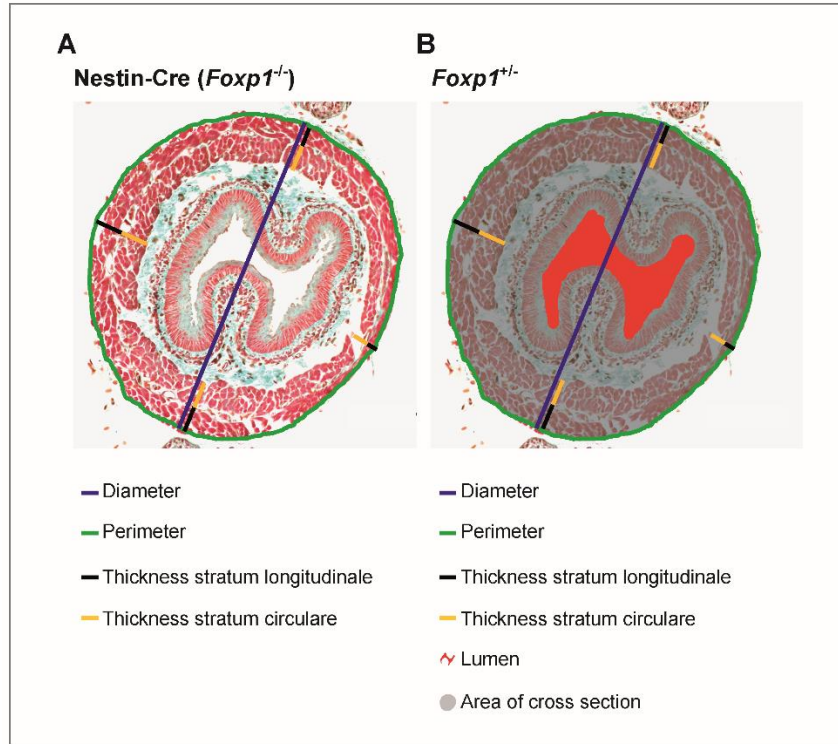 A
Nestin-Cre (Foxp1-/-)
Diameter
Perimeter
Thickness stratum longitudinale
Thickness stratum circulare
B
Foxp1+/-
Diameter
Perimeter
Thickness stratum longitudinale
Thickness stratum circulare
Lumen
Area of cross section